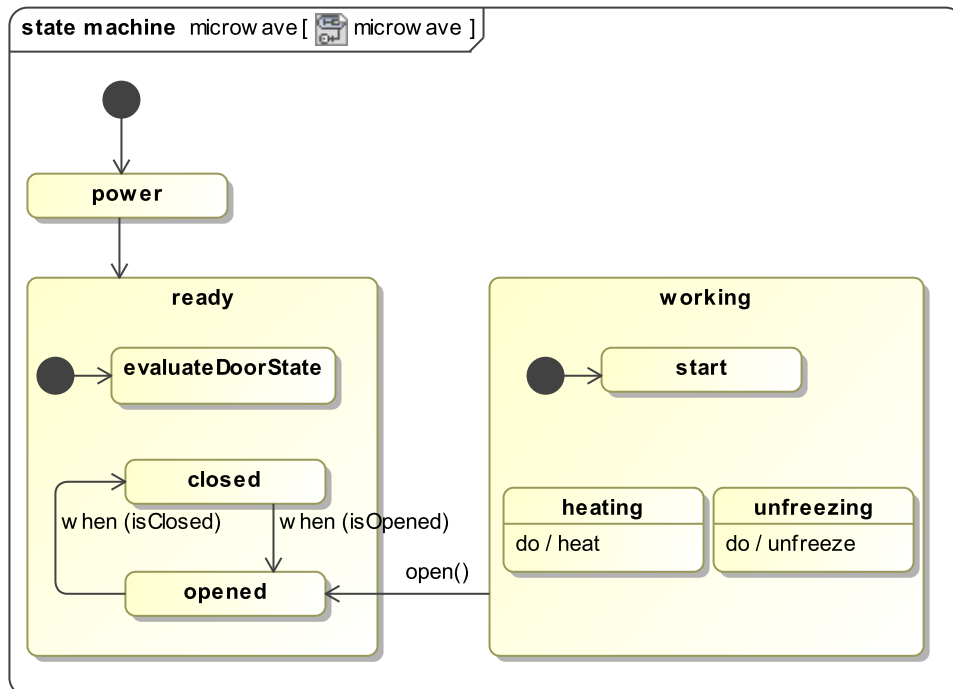 state machine microwave [ microwave ]
power
ready
working
evaluateDoorState
start
closed
when (isClosed)
when (isOpened)
heating
do / heat
unfreezing
do / unfreeze
open()
opened